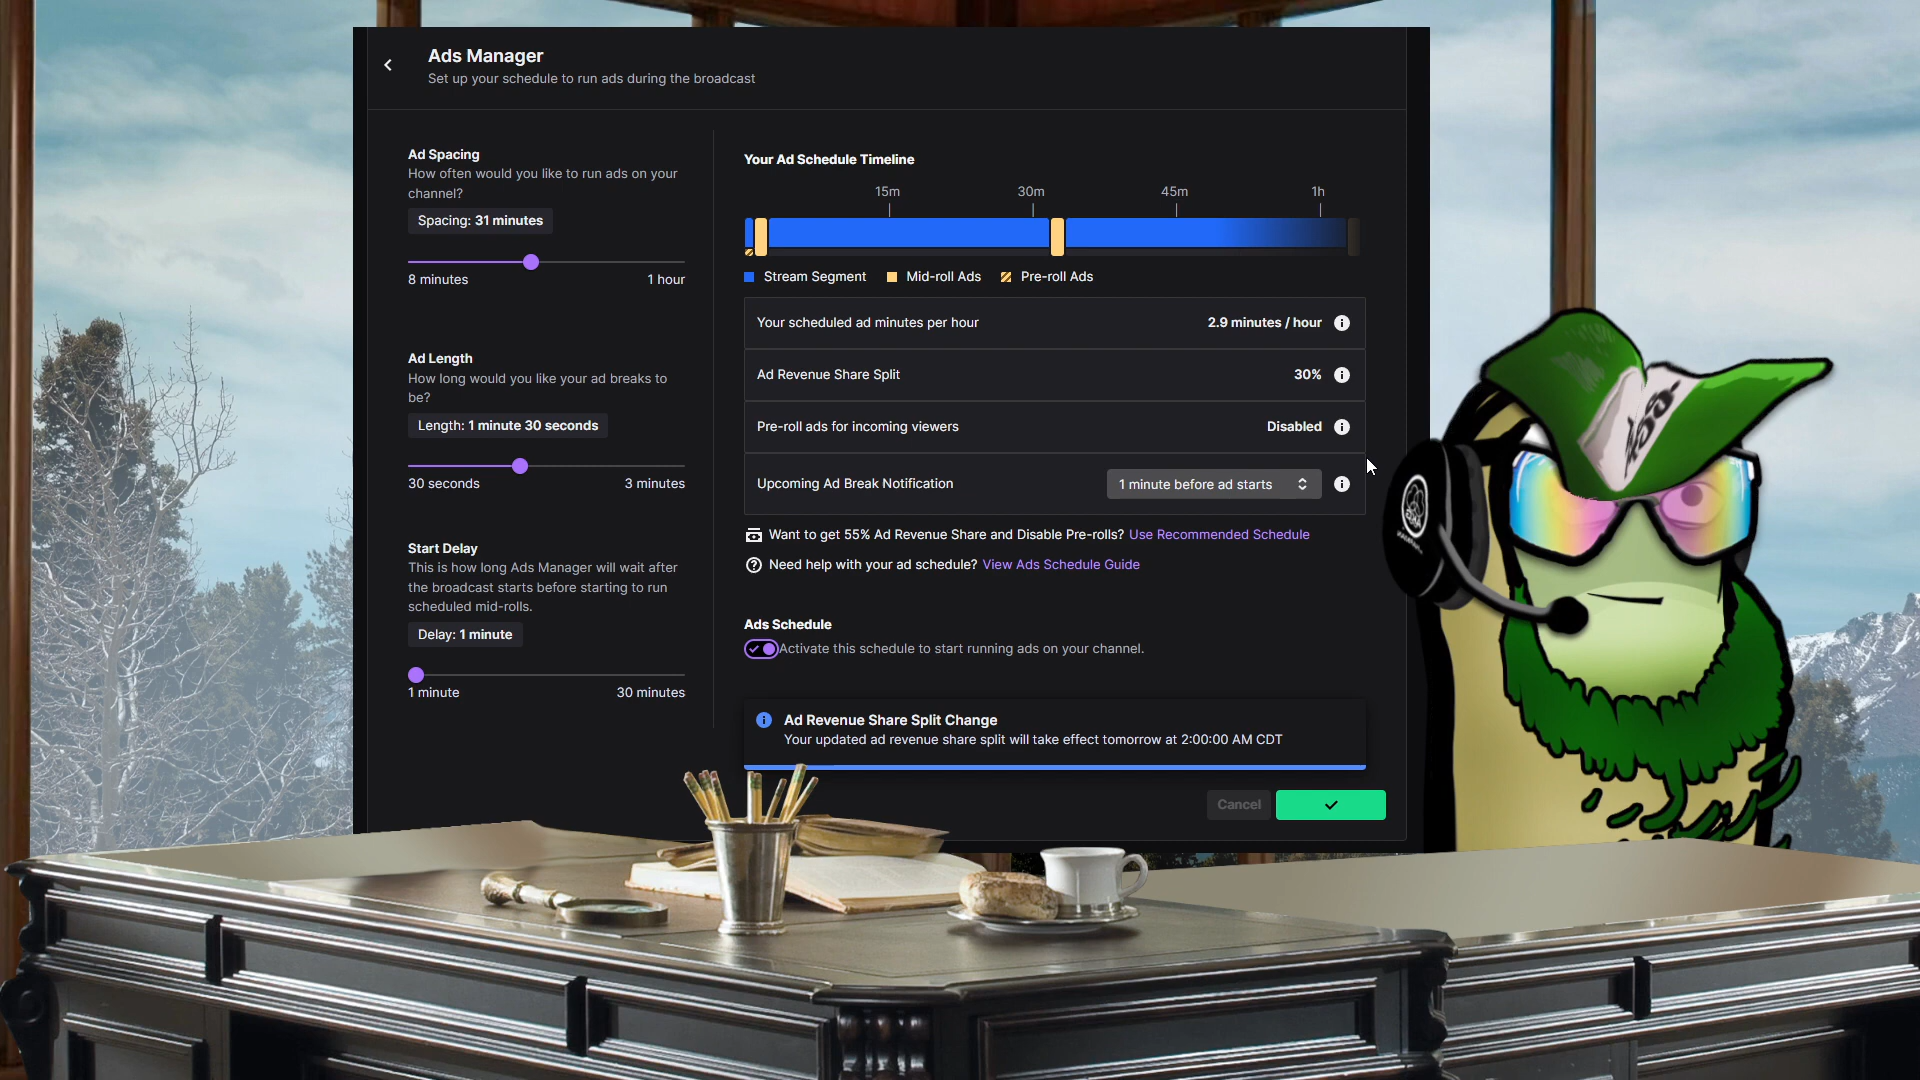 Ads Manager
Set up your schedule to run ads during the broadcast
Ad Spacing
How often would you like to run ads on your
channel?
Spacing: 31 minutes
8 minutes 1 hour
Ad Length
How long would you like your ad breaks to
be?
Length: 1 minute 30 seconds
30 seconds 3 minutes
Start Delay
This is how long Ads Manager will wait after
the broadcast starts before starting to run
scheduled mid-rolls.
Delay: 1 minute
1 minute 30 minutes
Your Ad Schedule Timeline
15m 30m 45m 1h
Stream Segment Mid-roll Ads Pre-roll Ads
Your scheduled ad minutes per hour 2.9 minutes / hour
Ad Revenue Share Split 30%
Pre-roll ads for incoming viewers Disabled
Upcoming Ad Break Notification 1 minute before ad starts
Want to get 55% Ad Revenue Share and Disable Pre-rolls? Use Recommended Schedule
Need help with your ad schedule? View Ads Schedule Guide
Ads Schedule
Activate this schedule to start running ads on your channel.
Ad Revenue Share Split Change
Your updated ad revenue share split will take effect tomorrow at 2:00:00 AM CDT
Cancel